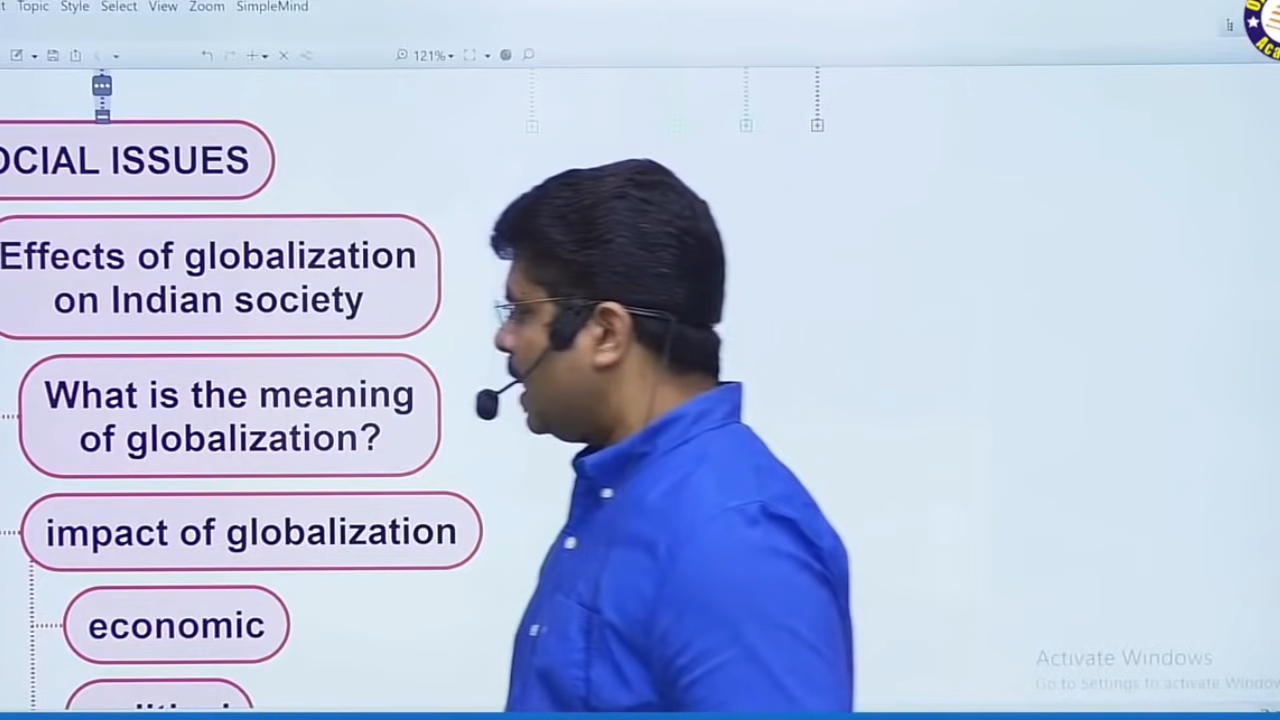 Topic Style Select View Zoom SimpleMind
121%
OCIAL ISSUES
Effects of globalization
on Indian society
What is the meaning
of globalization?
impact of globalization
economic
Activate Windows
Go to Settings to activate Window